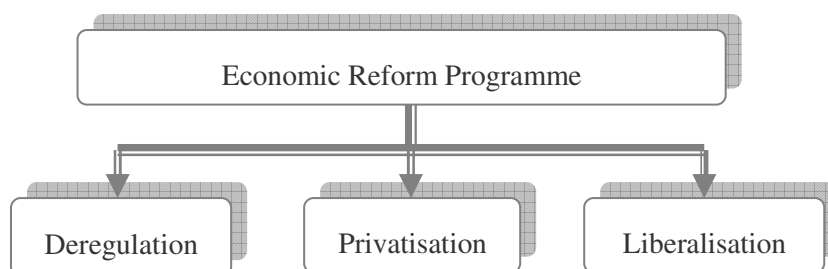 Economic Reform Programme
Deregulation
Privatisation
Liberalisation